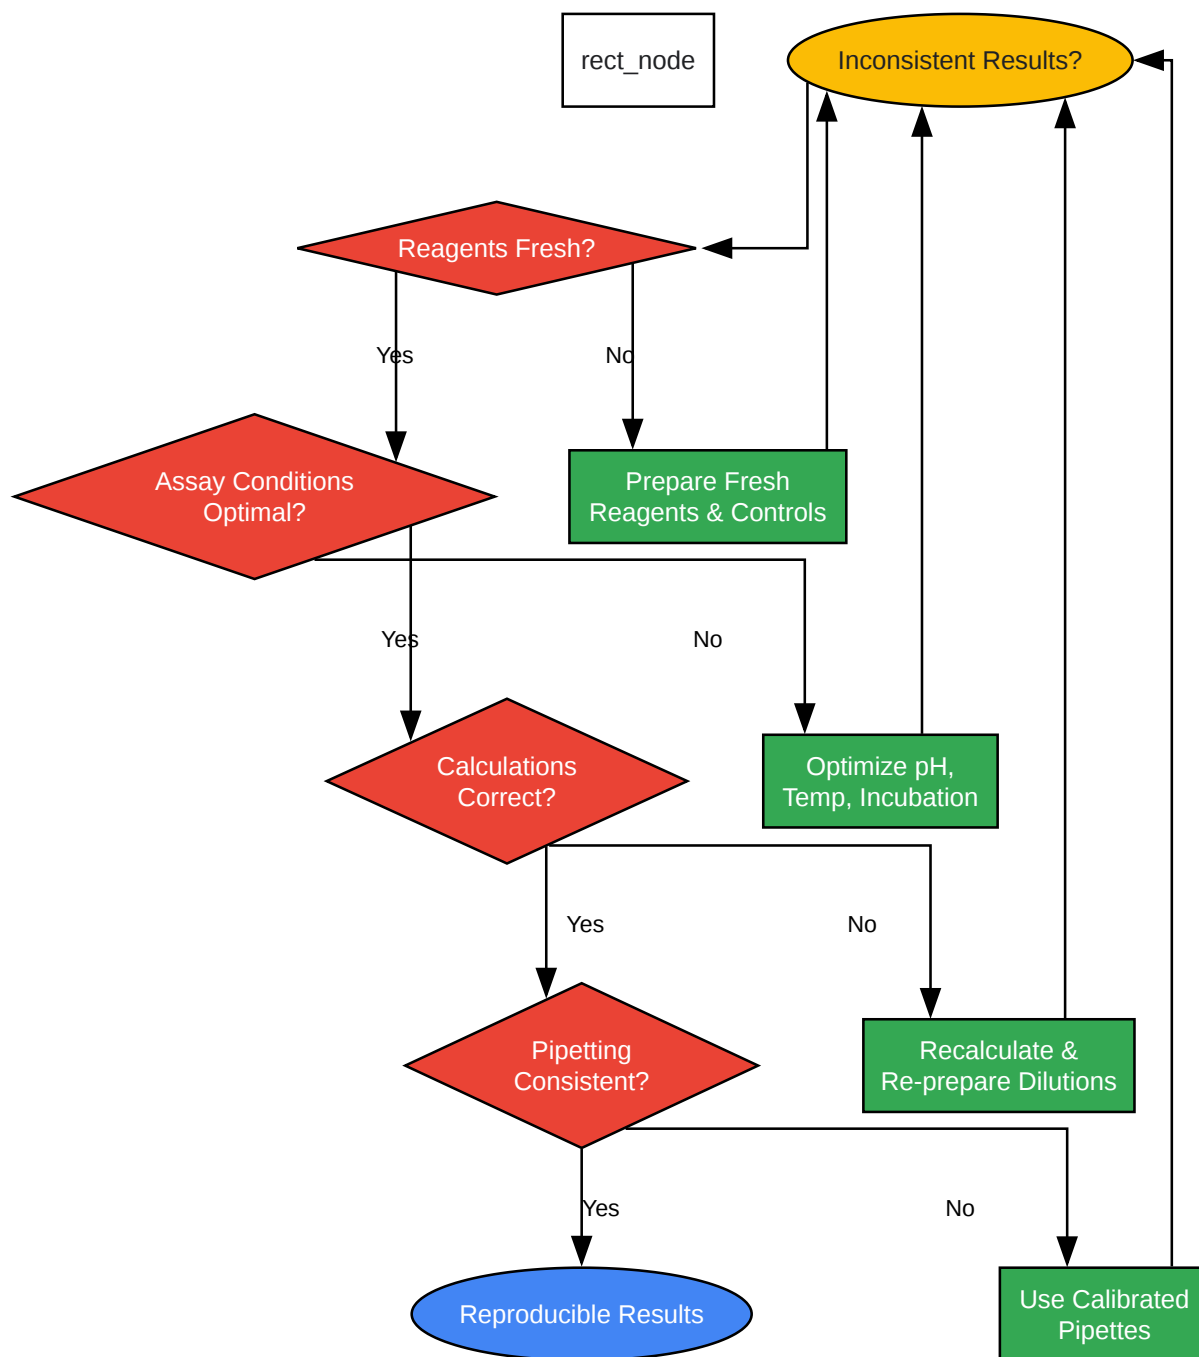 rect_node
Inconsistent Results?
Reagents Fresh?
Yes
No
Assay Conditions
Optimal?
Prepare Fresh
Reagents & Controls
Yes
No
Calculations
Correct?
Optimize pH,
Temp, Incubation
Yes
No
Pipetting
Consistent?
Recalculate &
Re-prepare Dilutions
Yes
No
Reproducible Results
Use Calibrated
Pipettes